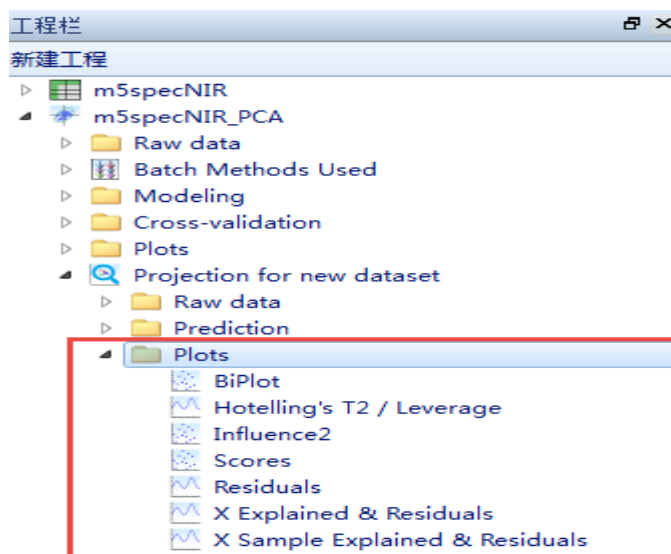 工程栏
新建工程
m5specNIR
m5specNIR_PCA
Raw data
Batch Methods Used
Modeling
Cross-validation
Plots
Projection for new dataset
Raw data
Prediction
Plots
BiPlot
Hotelling's T2 / Leverage
Influence2
Scores
Residuals
X Explained & Residuals
X Sample Explained & Residuals